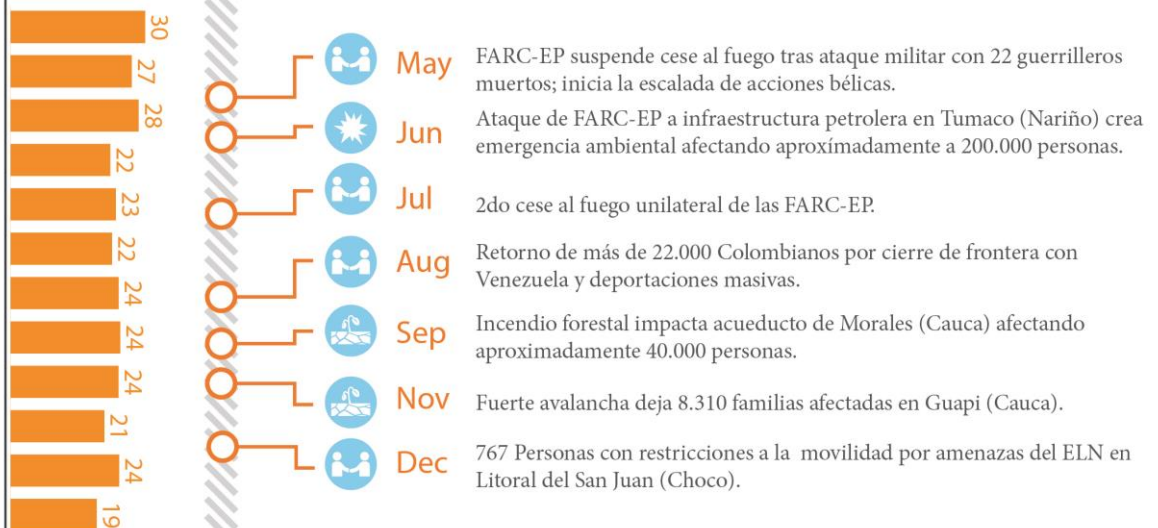 30
27
28
22
23
22
24
24
24
21
24
19
May
FARC-EP suspende cese al fuego tras ataque militar con 22 guerrilleros
muertos; inicia la escalada de acciones bélicas.
Jun
Ataque de FARC-EP a infraestructura petrolera en Tumaco (Nariño) crea
emergencia ambiental afectando aproxímadamente a 200.000 personas.
Jul
2do cese al fuego unilateral de las FARC-EP.
Aug
Retorno de más de 22.000 Colombianos por cierre de frontera con
Venezuela y deportaciones masivas.
Sep
Incendio forestal impacta acueducto de Morales (Cauca) afectando
aproximadamente 40.000 personas.
Nov
Fuerte avalancha deja 8.310 familias afectadas en Guapi (Cauca).
Dec
767 Personas con restricciones a la movilidad por amenazas del ELN en
Litoral del San Juan (Choco).